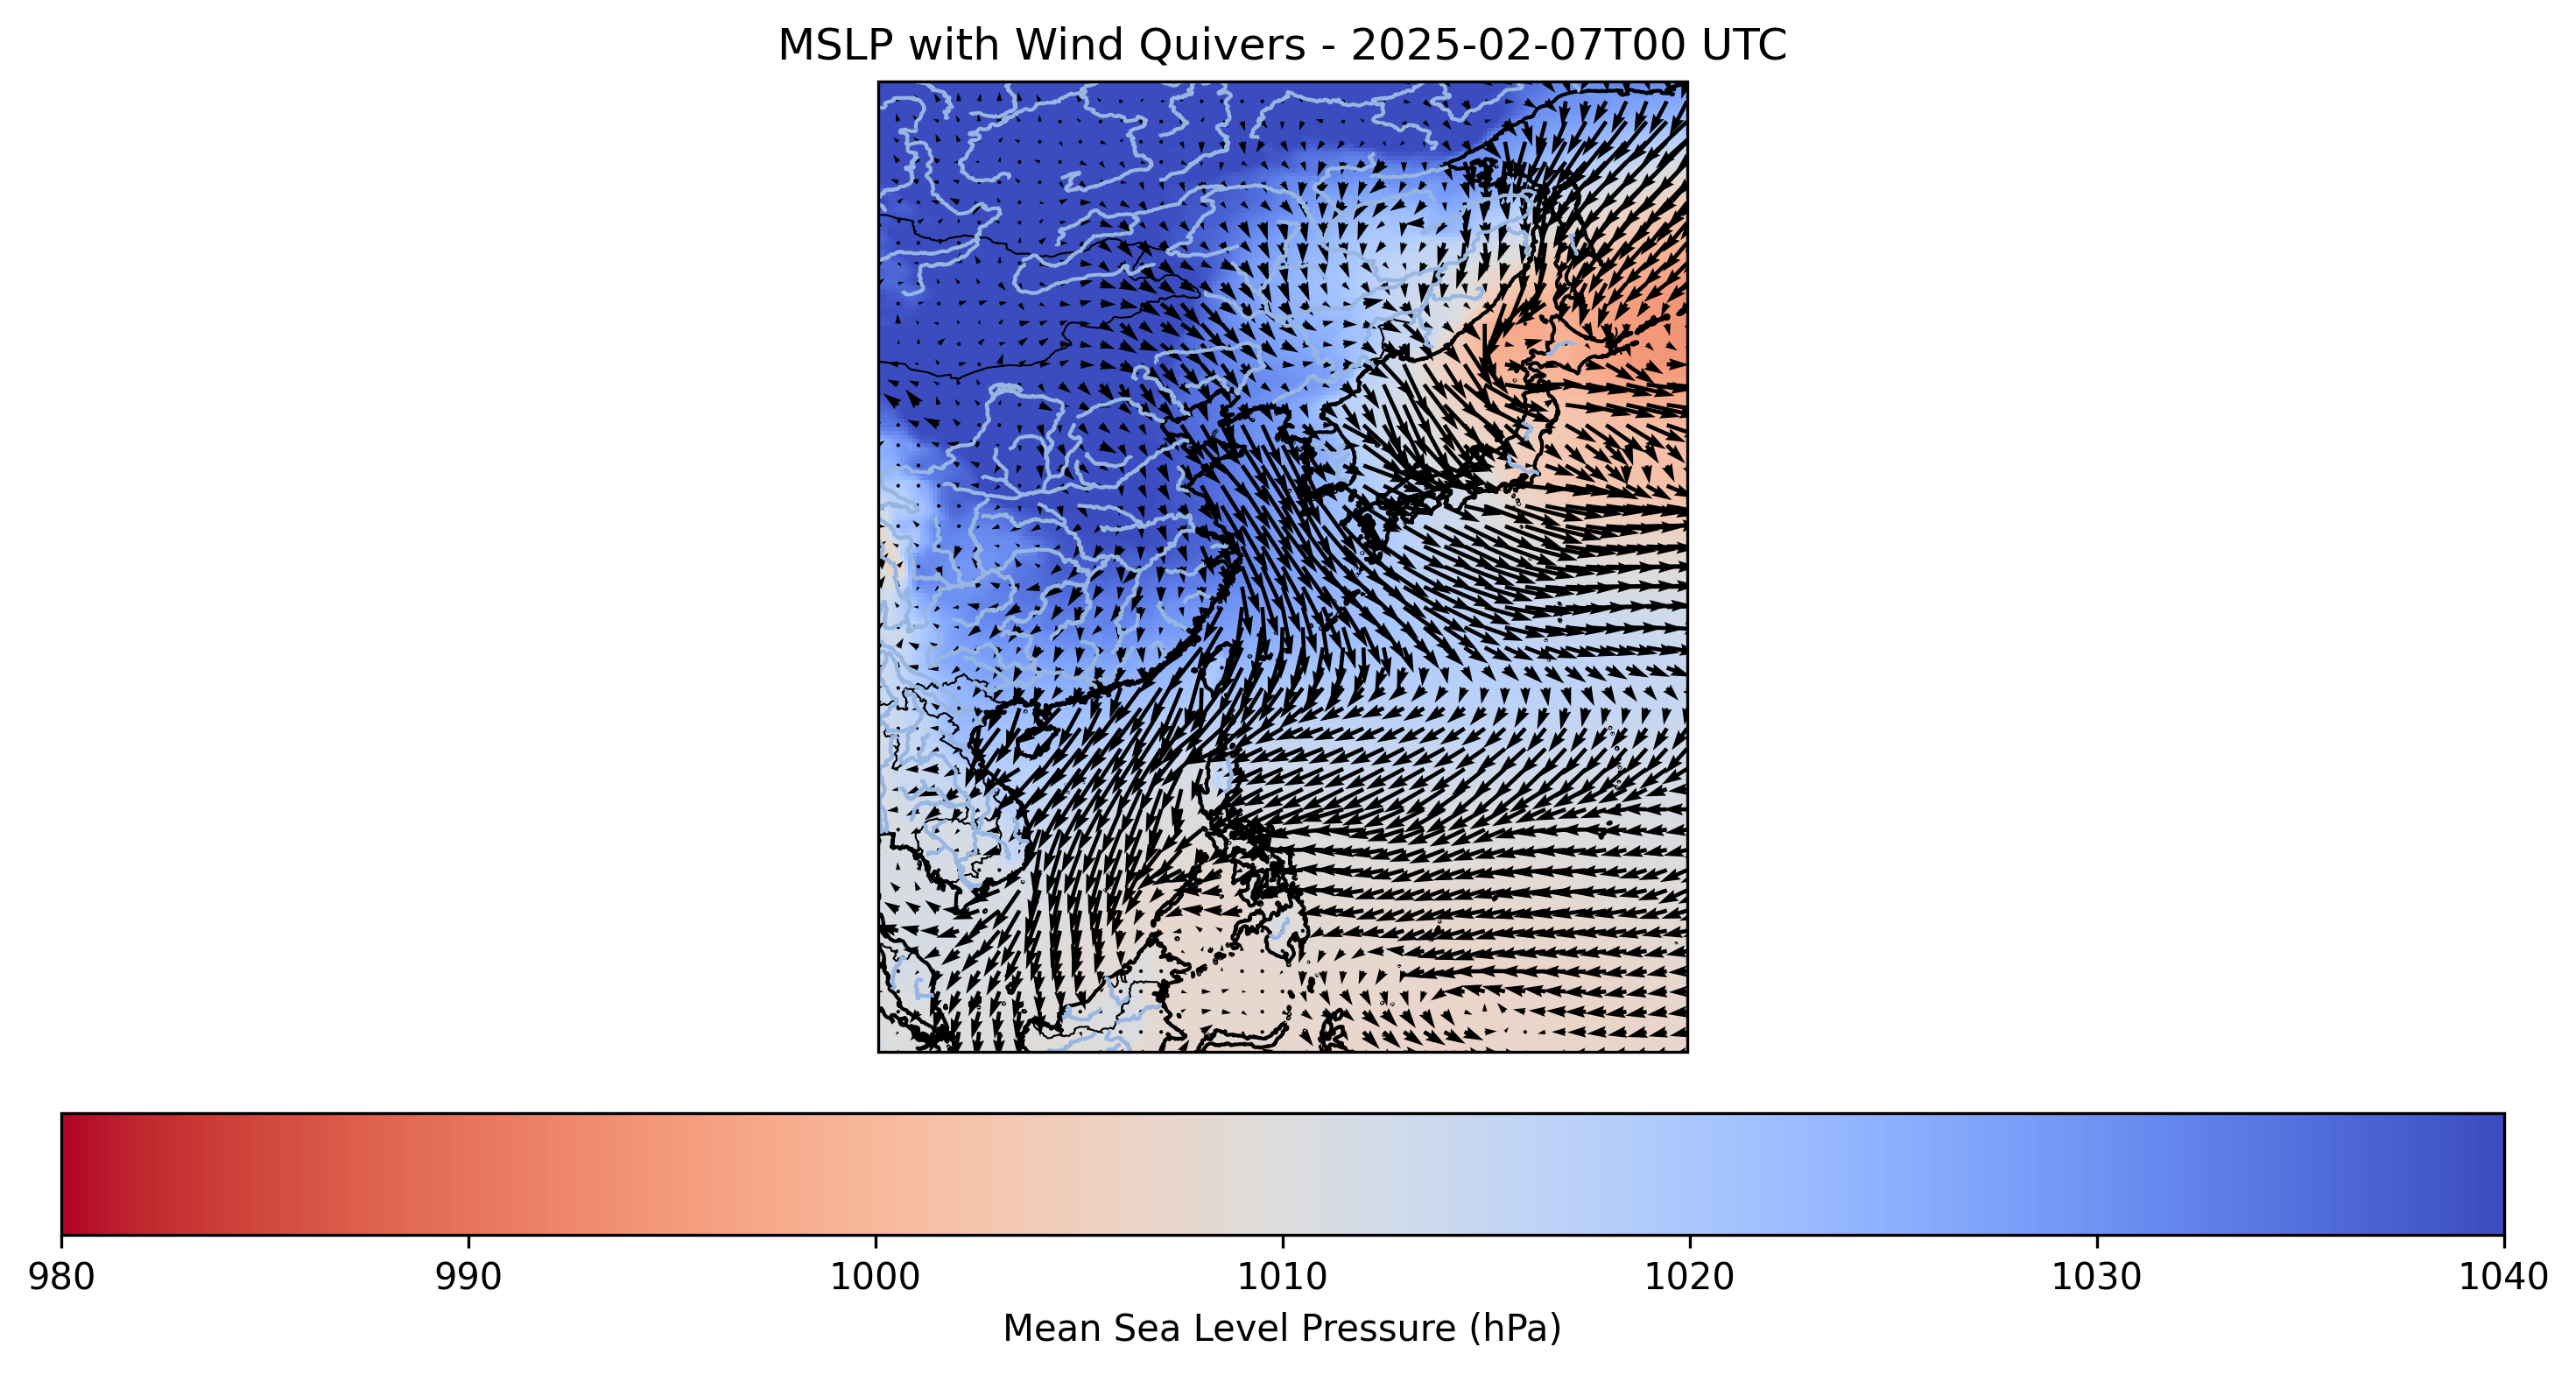 MSLP with Wind Quivers - 2025-02-07T00 UTC
980 990 1000 1010 1020 1030 1040
Mean Sea Level Pressure (hPa)